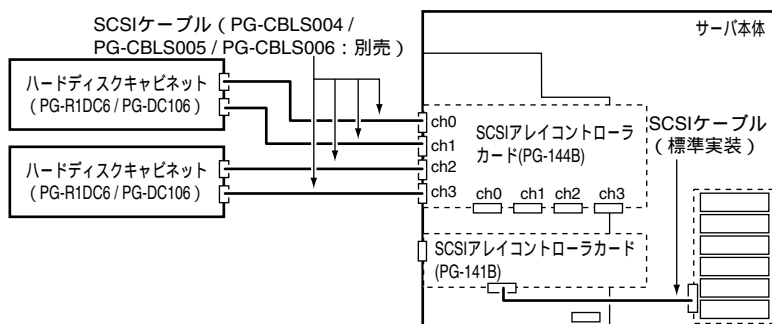 SCSIケーブル（PG-CBLS004 /
PG-CBLS005 / PG-CBLS006：別売）
サーバ本体
ハードディスクキャビネット
（PG-R1DC6 / PG-DC106）
ハードディスクキャビネット
（PG-R1DC6 / PG-DC106）
ch0
ch1
ch2
ch3
SCSIアレイコントローラ
カード(PG-144B)
ch0 ch1 ch2 ch3
SCSIケーブル
（標準実装）
SCSIアレイコントローラカード
(PG-141B)